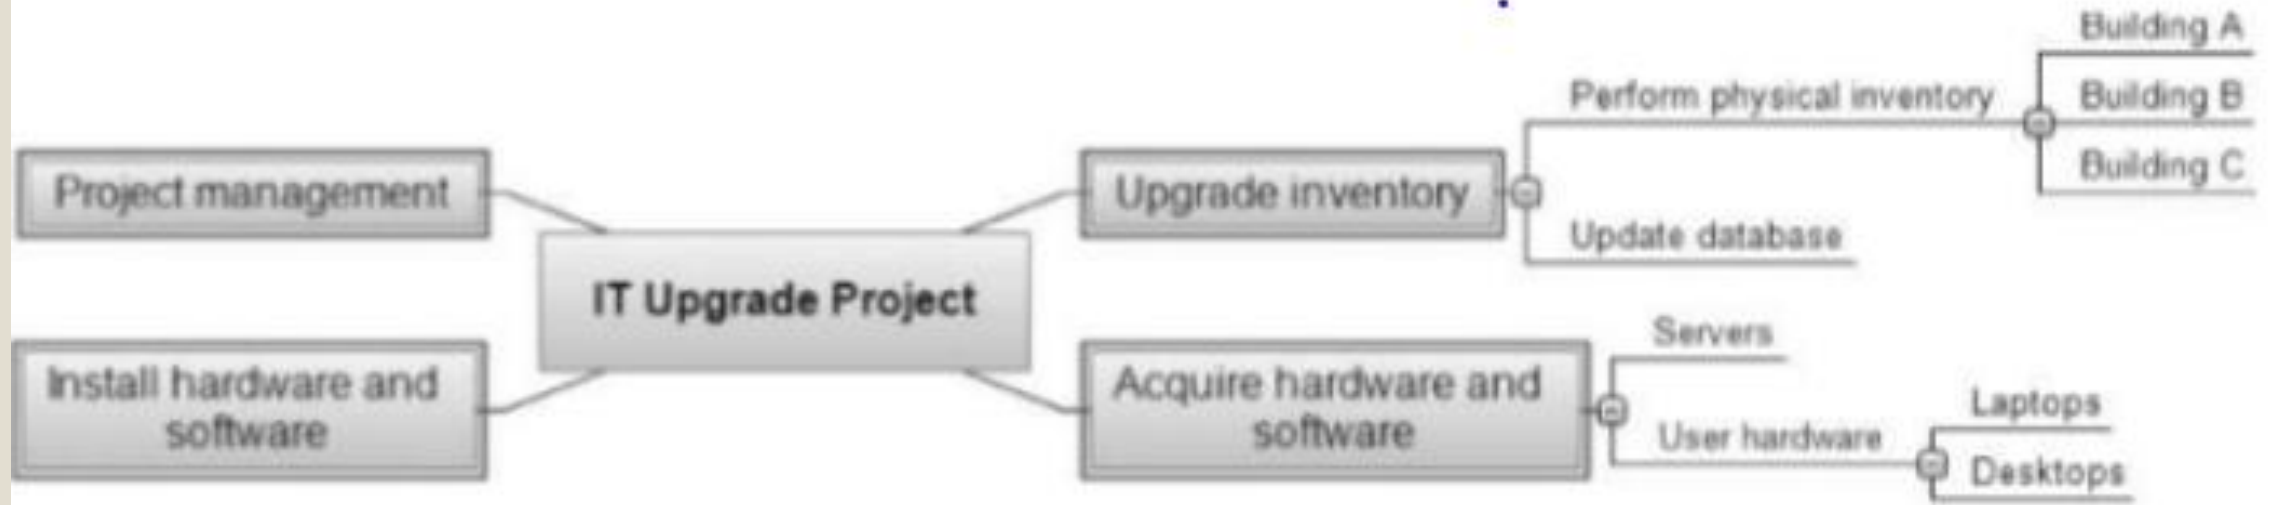 Project management
Install hardware and
software
IT Upgrade Project
Upgrade inventory
Perform physical inventory
Building A
Building B
Building C
Update database
Acquire hardware and
software
Servers
User hardware
Laptops
Desktops